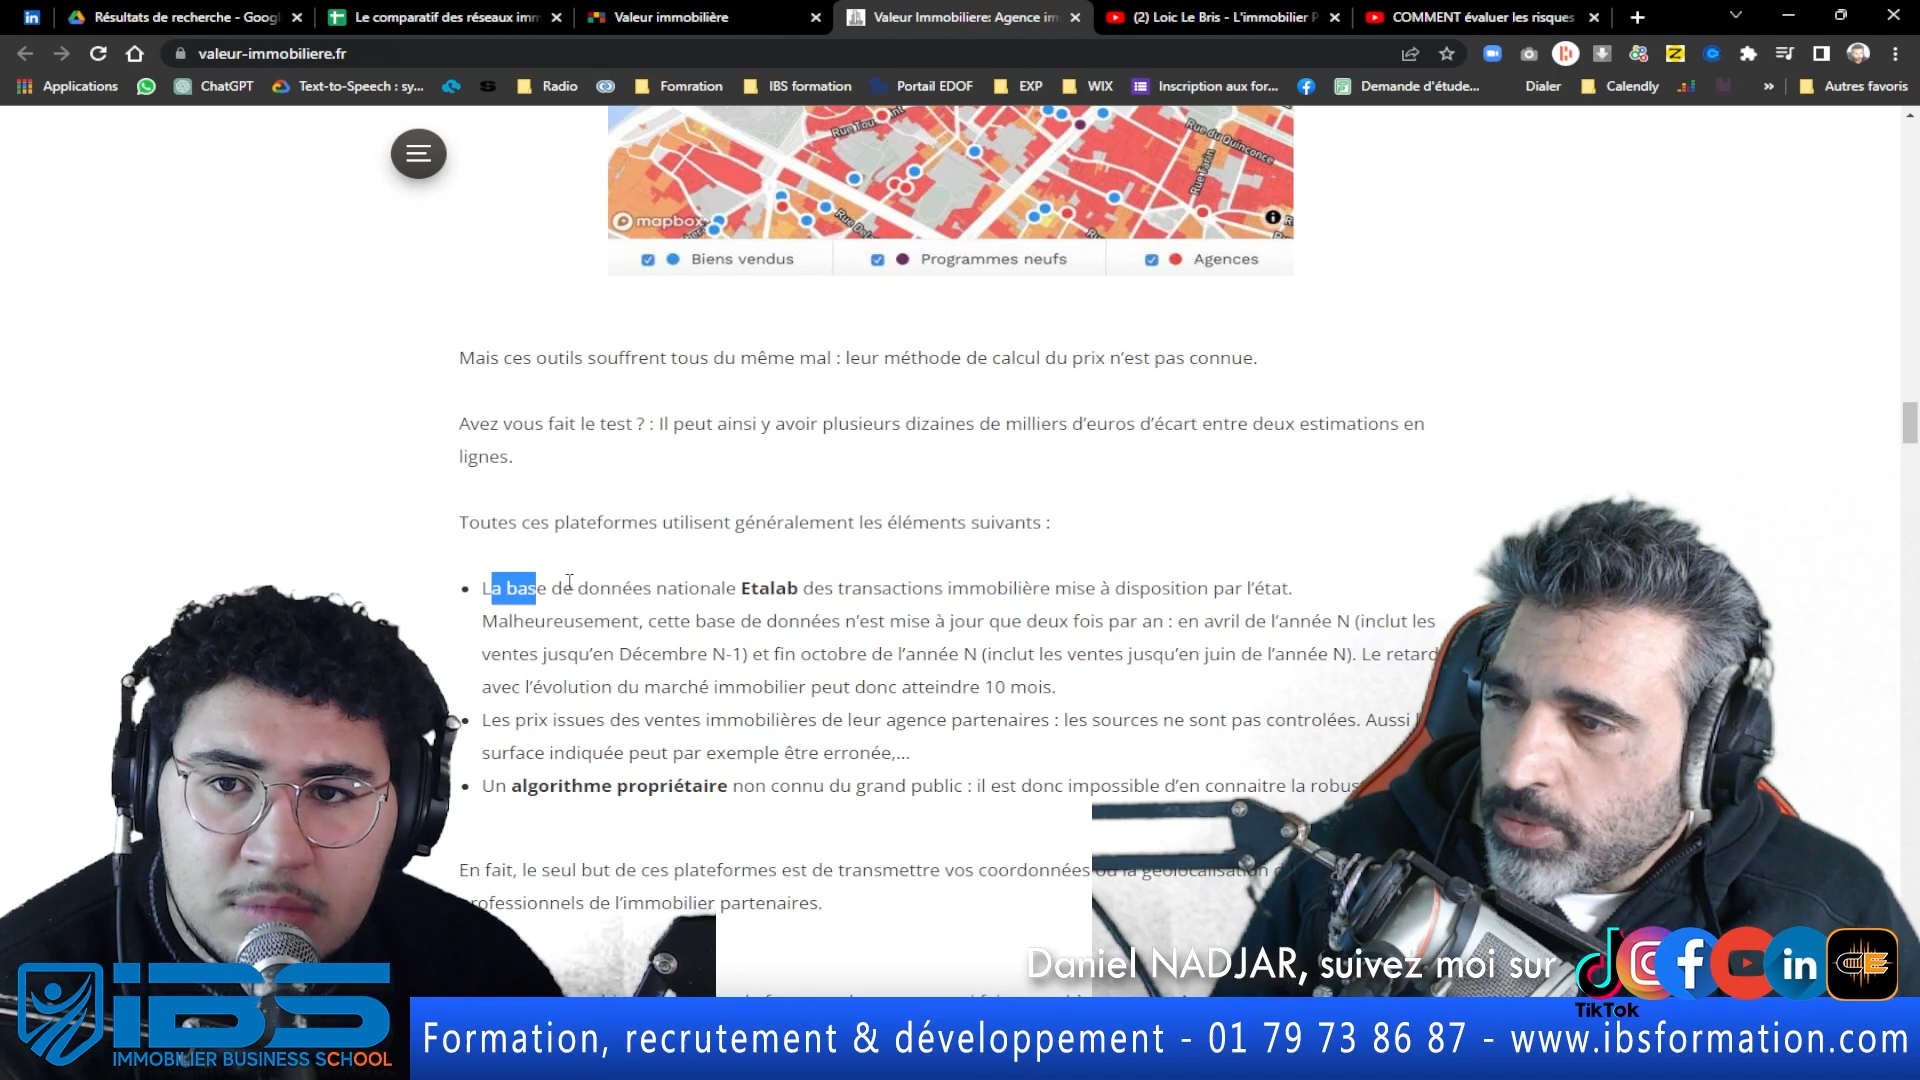 Résultats de recherche - Goog
Le comparatif des réseaux imm
Valeur immobilière
Valeur Immobiliere: Agence im
(2) Loic Le Bris - L'immobilier P
COMMENT évaluer les risques
valeur-immobiliere.fr
Applications
ChatGPT
Text-to-Speech : sy...
Radio
Fomration
IBS formation
Portail EDOF
EXP
WIX
Inscription aux for...
Demande d'étude...
Dialer
Calendly
»
Autres favoris
Rue du Quinconce
Rue Tarin
mapbox
Biens vendus
Programmes neufs
Agences
Mais ces outils souffrent tous du même mal : leur méthode de calcul du prix n’est pas connue.
Avez vous fait le test ? : Il peut ainsi y avoir plusieurs dizaines de milliers d’euros d’écart entre deux estimations en
lignes.
Toutes ces plateformes utilisent généralement les éléments suivants :
• La base de données nationale Etalab des transactions immobilière mise à disposition par l’état.
Malheureusement, cette base de données n’est mise à jour que deux fois par an : en avril de l’année N (inclut les
ventes jusqu’en Décembre N-1) et fin octobre de l’année N (inclut les ventes jusqu’en juin de l’année N). Le retard
avec l’évolution du marché immobilier peut donc atteindre 10 mois.
• Les prix issues des ventes immobilières de leur agence partenaires : les sources ne sont pas controlées. Aussi
surface indiquée peut par exemple être erronée,...
• Un algorithme propriétaire non connu du grand public : il est donc impossible d’en connaitre la robus
En fait, le seul but de ces plateformes est de transmettre vos coordonnées ou la géolocalisation
rofessionnels de l’immobilier partenaires.
Daniel NADJAR, suivez moi sur
TikTok
iBS
IMMOBILIER BUSINESS SCHOOL
Formation, recrutement & développement - 01 79 73 86 87 - www.ibsformation.com